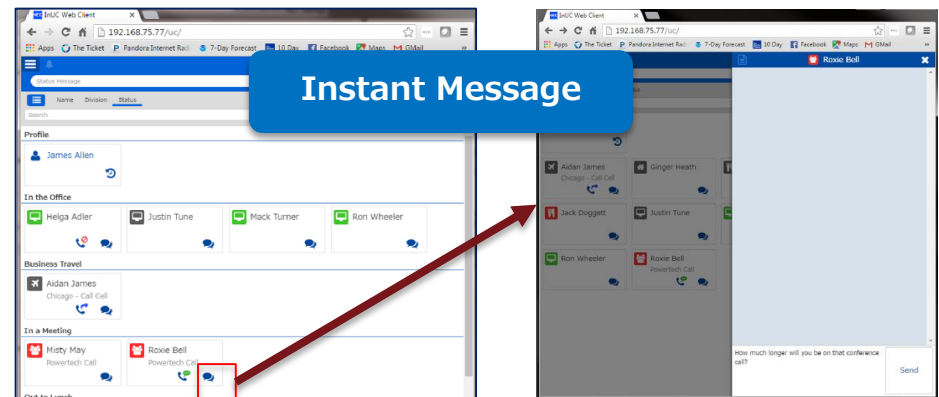 InUC Web Client
192.168.75.77/uc/
Apps The Ticket Pandora Internet Radi 7-Day Forecast 10 Day Facebook Maps GMail
Status Message
Name Division Status
Search
Profile
James Allen
In the Office
Helga Adler Justin Tune Mack Turner Ron Wheeler
Business Travel
Aidan James
Chicago - Call Cell
In a Meeting
Misty May Roxie Bell
Powertech Call Powertech Call
Out to Lunch
Instant Message
InUC Web Client
192.168.75.77/uc/
Apps The Ticket Pandora Internet Rad 7-Day Forecast 10 Day Facebook Maps GMail
Roxie Bell
Aidan James Ginger Heath
Chicago - Call Cell
Jack Doggett Justin Tune
Ron Wheeler Roxie Bell
Powertech Call
How much longer will you be on that conference
call?
Send